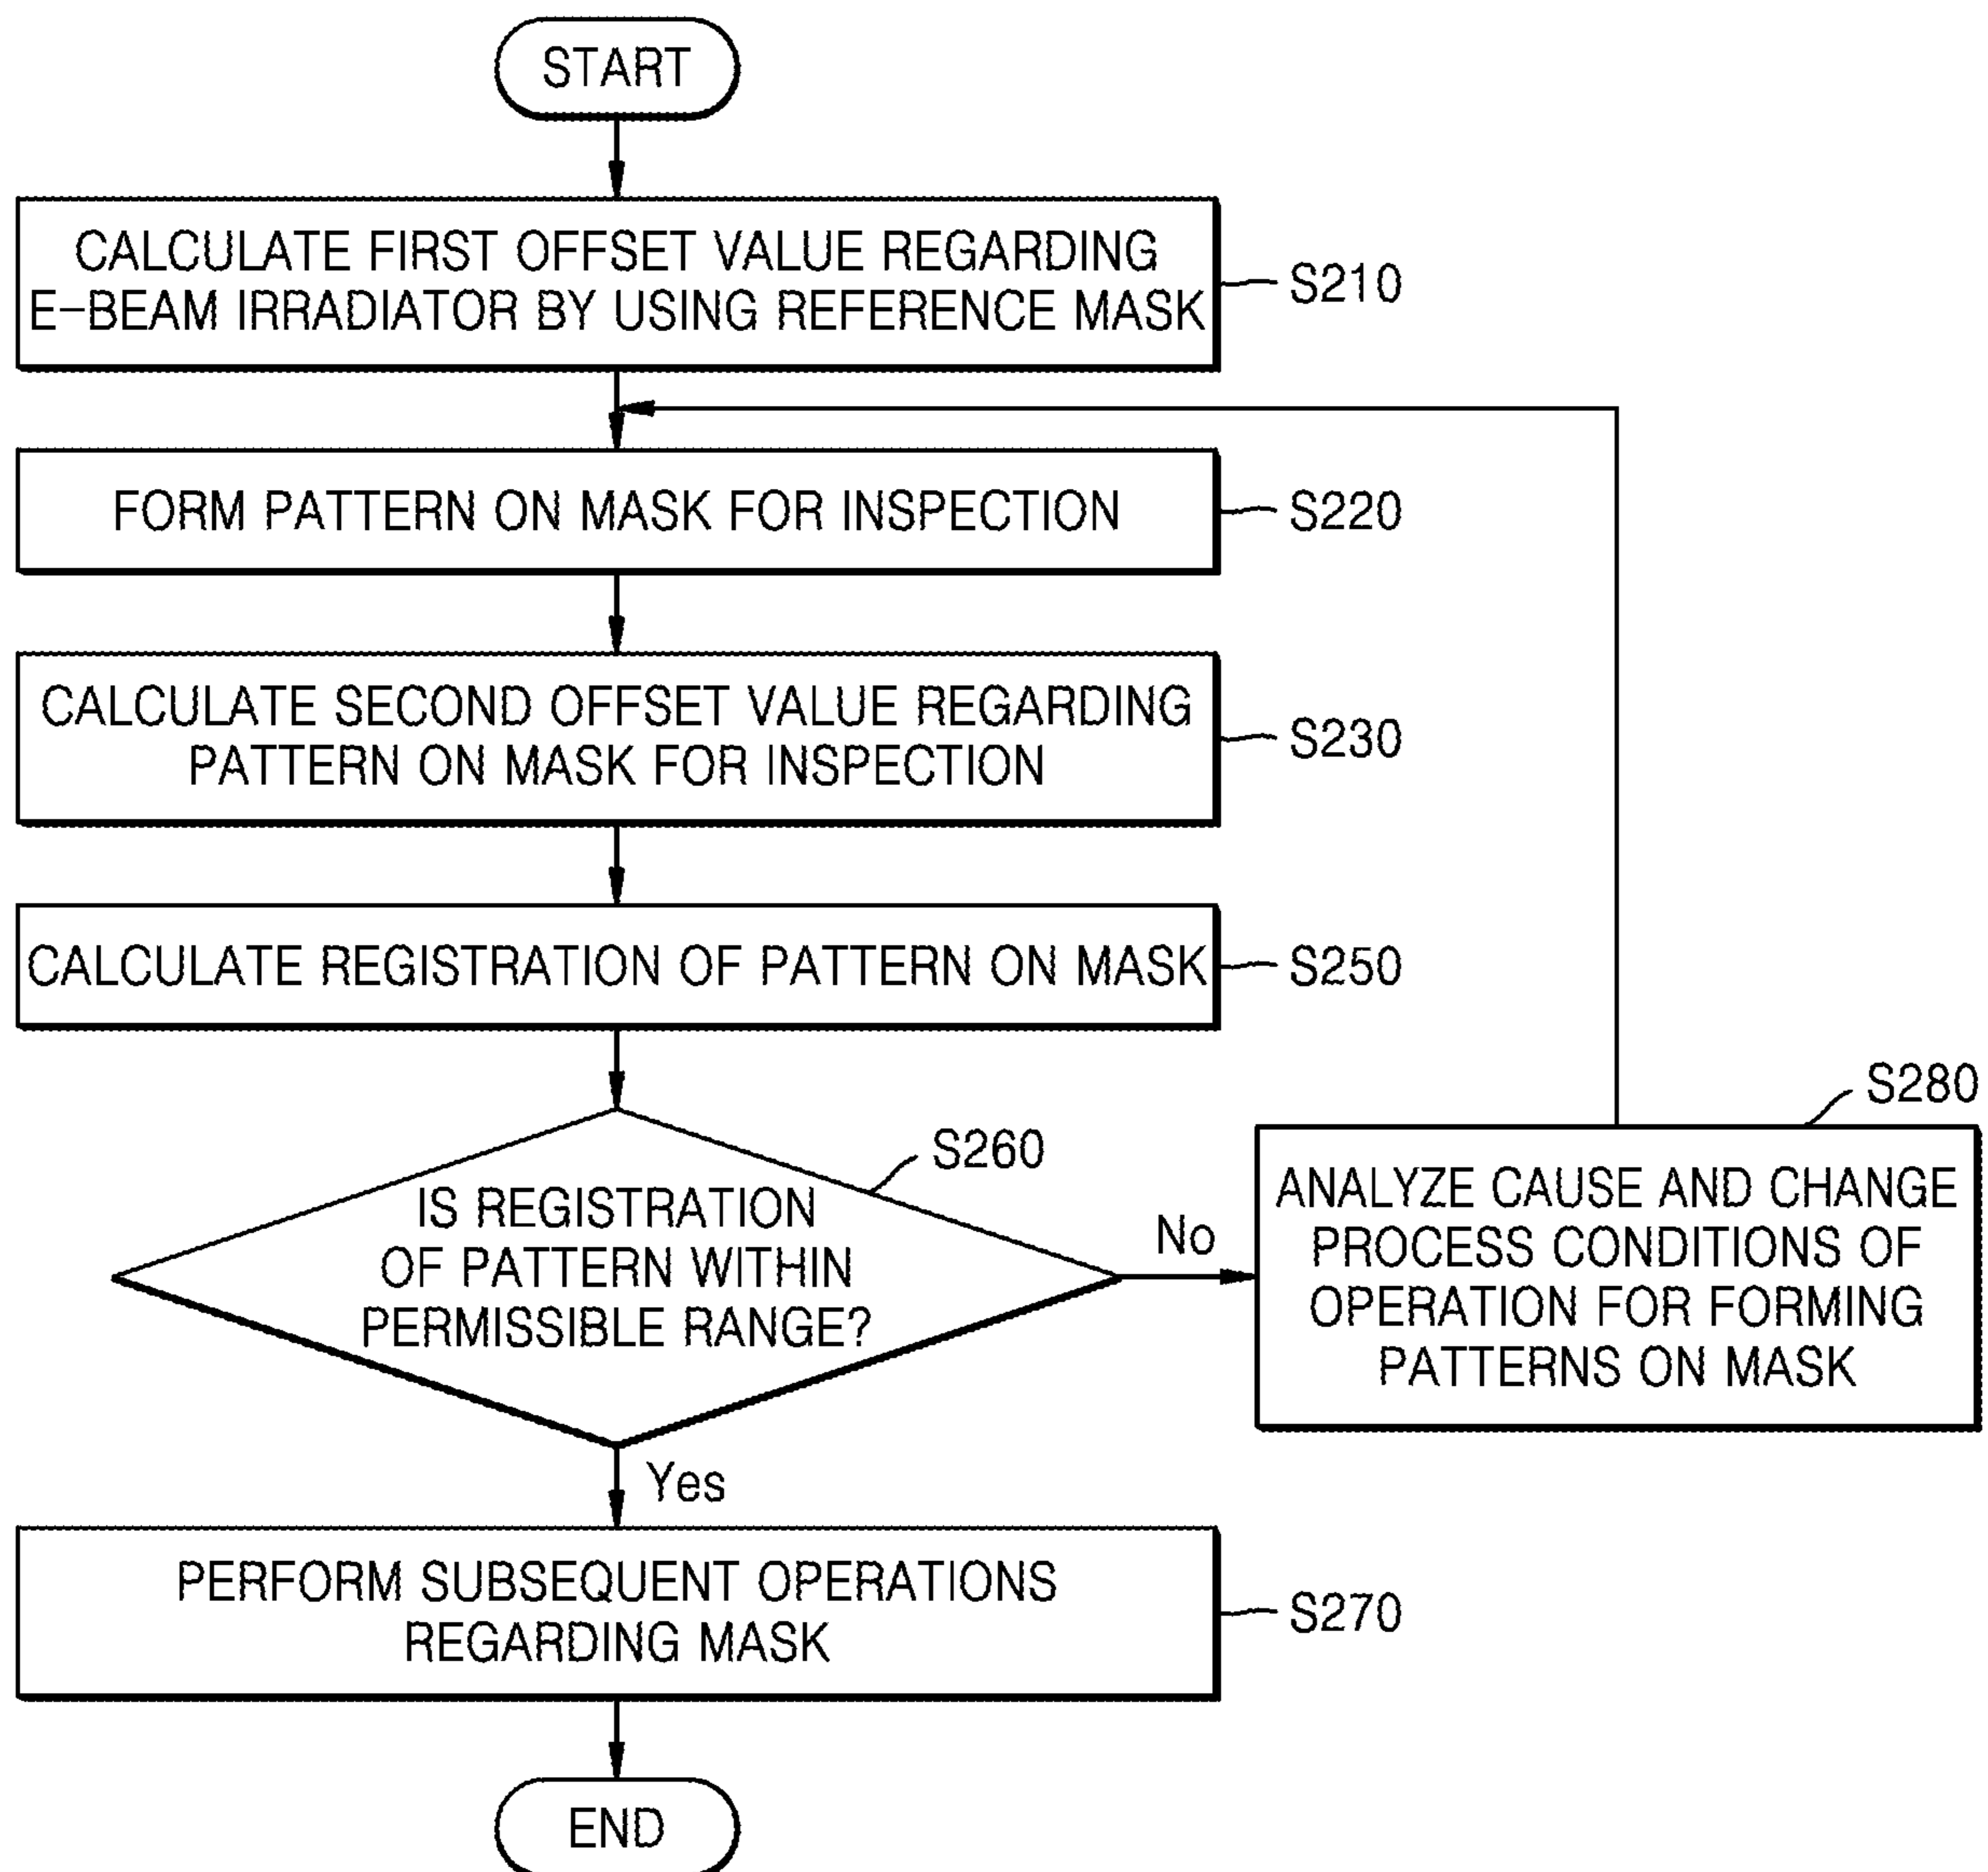 START
CALCULATE FIRST OFFSET VALUE REGARDING
E-BEAM IRRADIATOR BY USING REFERENCE MASK
S210
FORM PATTERN ON MASK FOR INSPECTION
S220
CALCULATE SECOND OFFSET VALUE REGARDING
PATTERN ON MASK FOR INSPECTION
S230
CALCULATE REGISTRATION OF PATTERN ON MASK
S250
IS REGISTRATION
OF PATTERN WITHIN
PERMISSIBLE RANGE?
S260
No
S280
ANALYZE CAUSE AND CHANGE
PROCESS CONDITIONS OF
OPERATION FOR FORMING
PATTERNS ON MASK
Yes
PERFORM SUBSEQUENT OPERATIONS
REGARDING MASK
S270
END